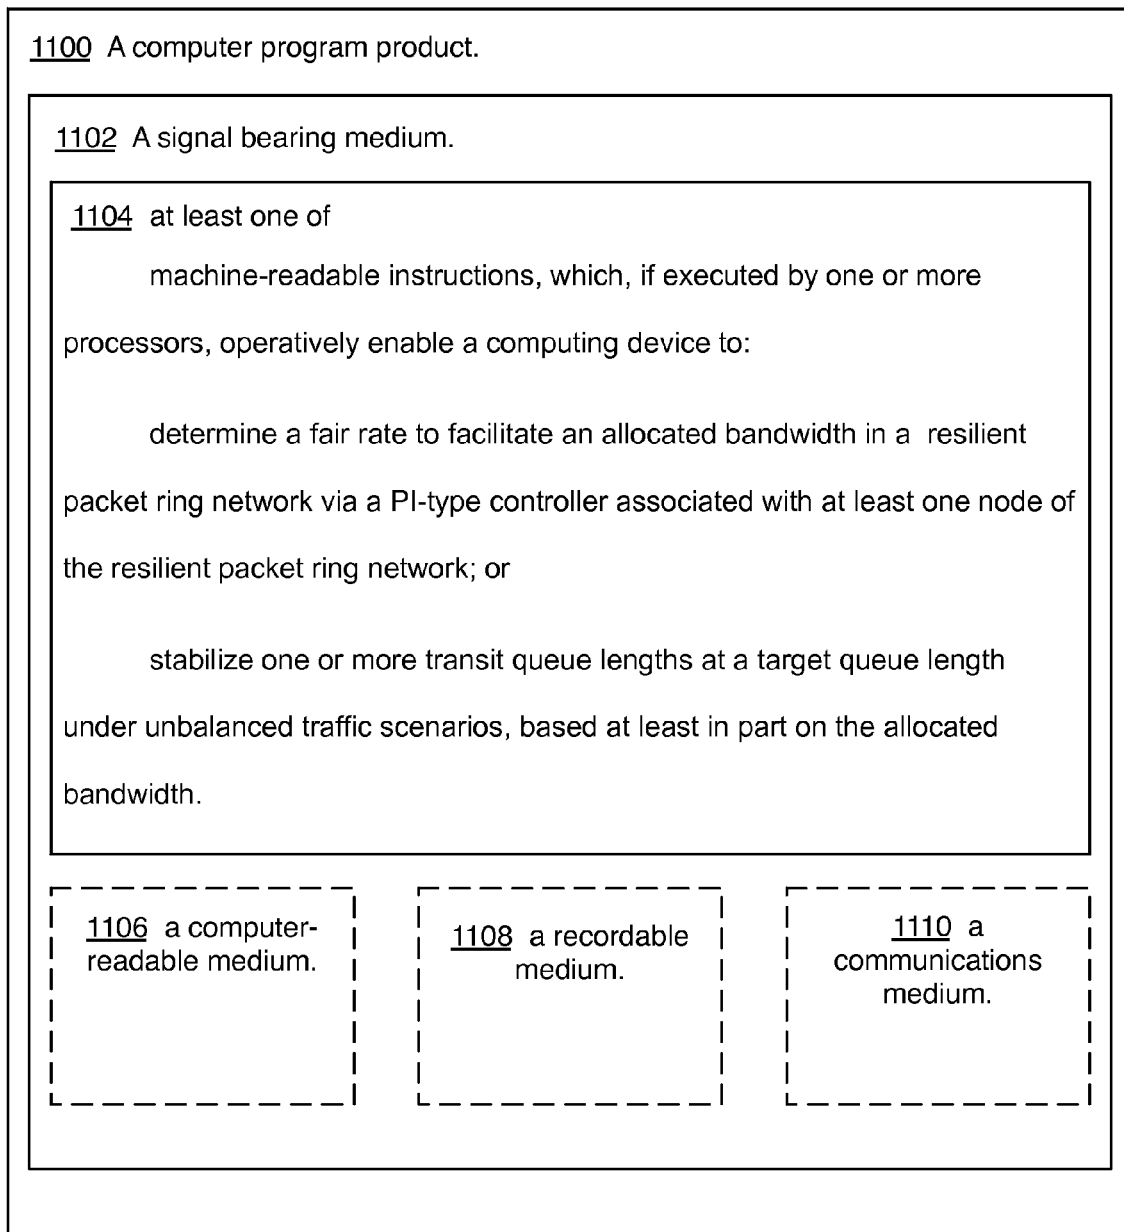 1100 A computer program product.
1102 A signal bearing medium.
1104 at least one of
machine-readable instructions, which, if executed by one or more
processors, operatively enable a computing device to:
determine a fair rate to facilitate an allocated bandwidth in a resilient
packet ring network via a PI-type controller associated with at least one node of
the resilient packet ring network; or
stabilize one or more transit queue lengths at a target queue length
under unbalanced traffic scenarios, based at least in part on the allocated
bandwidth.
1106 a computer-
readable medium.
1108 a recordable
medium.
1110 a
communications
medium.